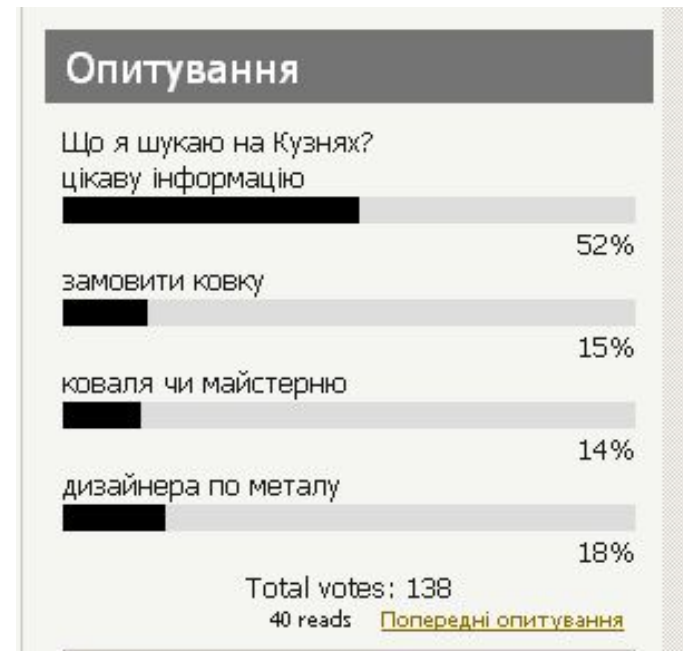 Опитування
Що я шукаю на Кузнях?
цікаву інформацію
52%
замовити ковку
15%
коваля чи майстерню
14%
дизайнера по металу
18%
Total votes: 138
40 reads Попередні опитування